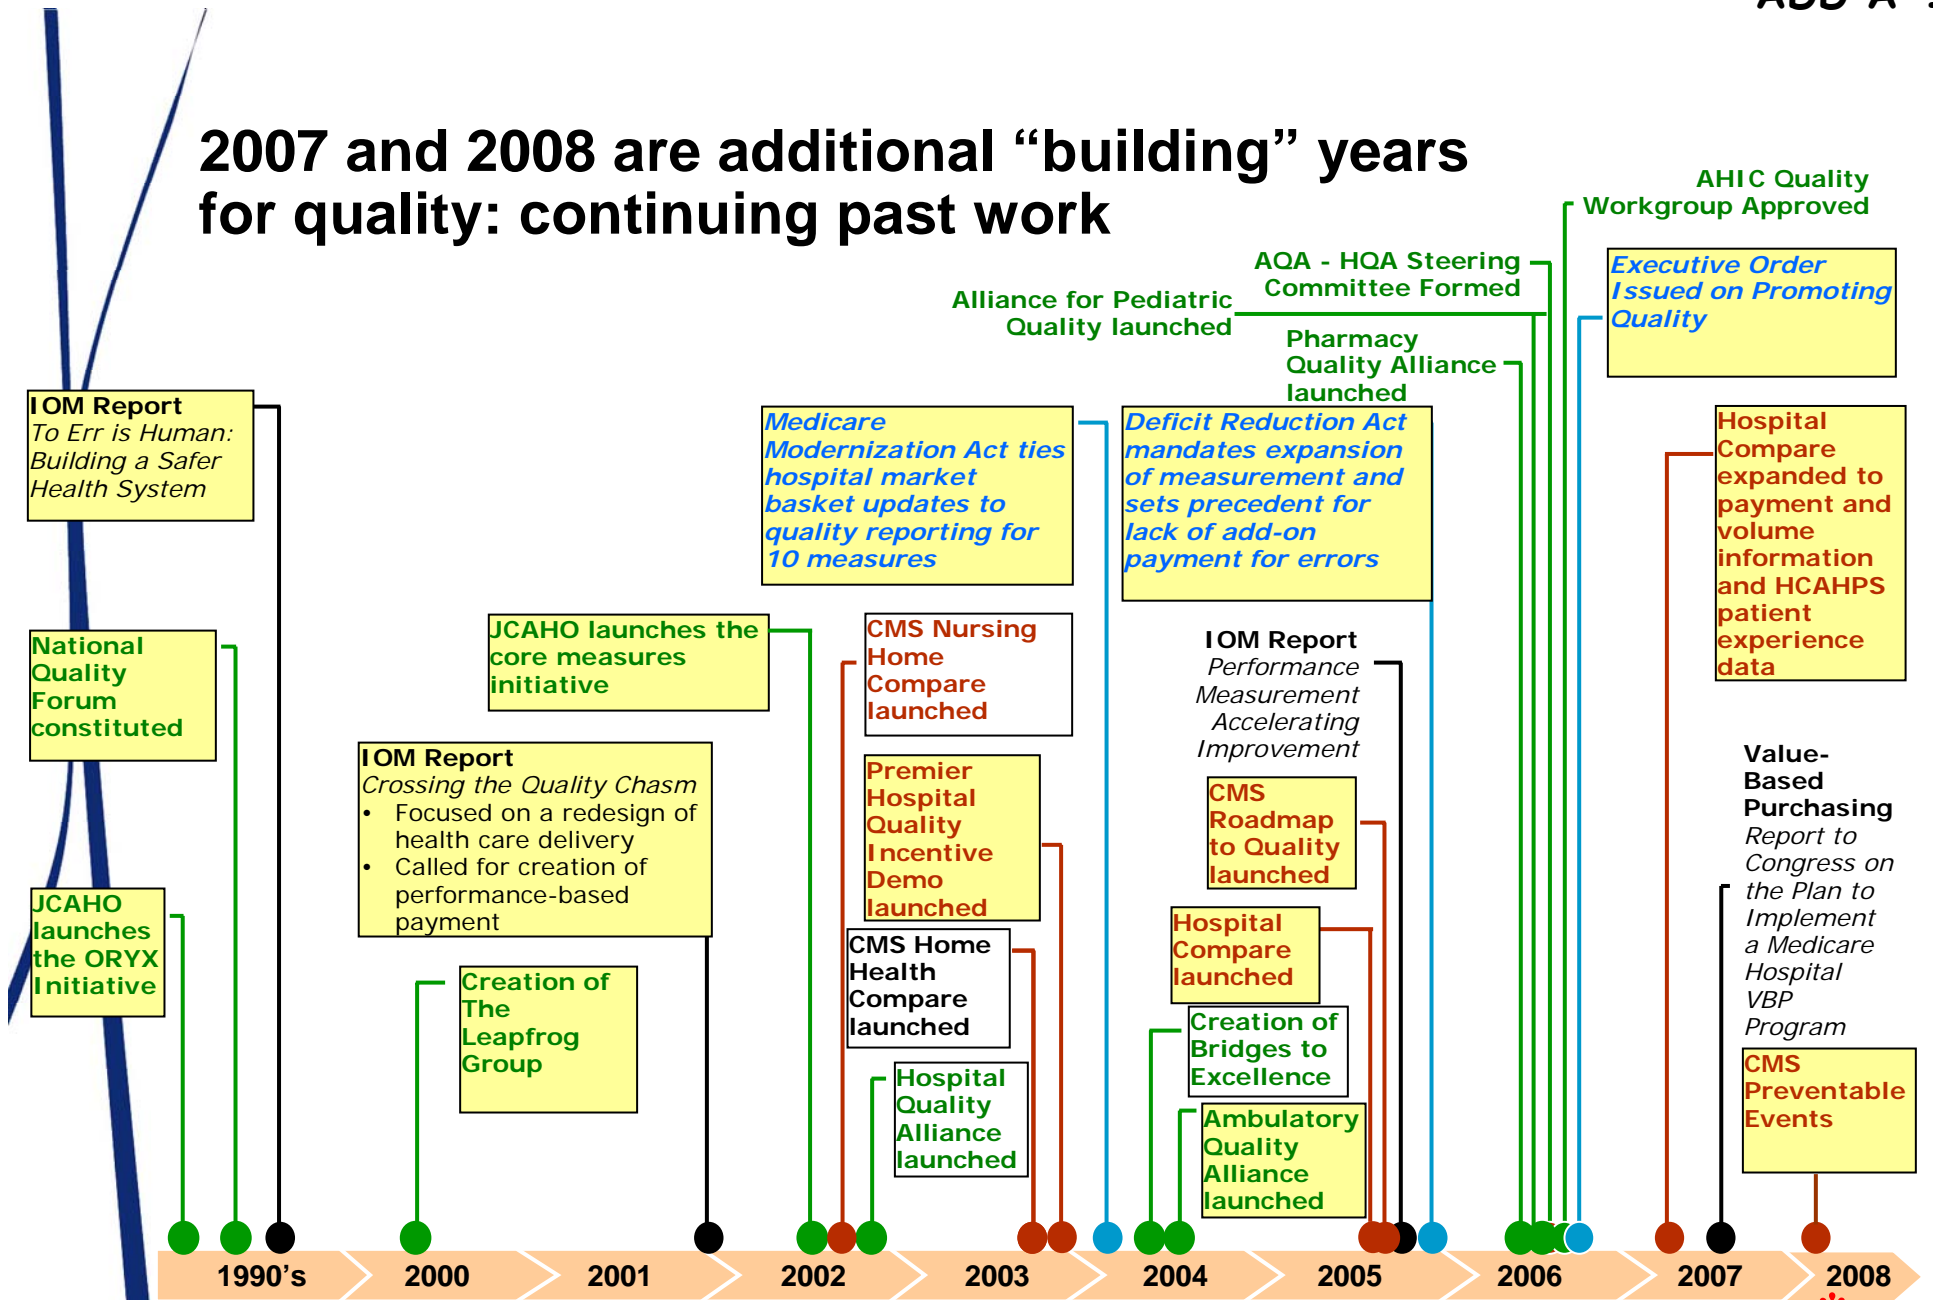 ADD A
2007 and 2008 are additional “building” years
for quality: continuing past work
AHIC Quality
Workgroup Approved
AQA - HQA Steering
Committee Formed
Executive Order
Issued on Promoting
Quality
Alliance for Pediatric
Quality launched
Pharmacy
Quality Alliance
launched
IOM Report
To Err is Human:
Building a Safer
Health System
Medicare
Modernization Act ties
hospital market
basket updates to
quality reporting for
10 measures
Deficit Reduction Act
mandates expansion
of measurement and
sets precedent for
lack of add-on
payment for errors
Hospital
Compare
expanded to
payment and
volume
information
and HCAHPS
patient
experience
data
National
Quality
Forum
constituted
JCAHO launches the
core measures
initiative
CMS Nursing
Home
Compare
launched
IOM Report
Performance
Measurement
Accelerating
Improvement
IOM Report
Crossing the Quality Chasm
• Focused on a redesign of
health care delivery
• Called for creation of
performance-based
payment
Premier
Hospital
Quality
Incentive
Demo
launched
CMS
Roadmap
to Quality
launched
Value-
Based
Purchasing
Report to
Congress on
the Plan to
Implement
a Medicare
Hospital
VBP
Program
JCAHO
launches
the ORYX
Initiative
CMS Home
Health
Compare
launched
Hospital
Compare
launched
Creation of
The
Leapfrog
Group
Creation of
Bridges to
Excellence
Hospital
Quality
Alliance
launched
Ambulatory
Quality
Alliance
launched
CMS
Preventable
Events
1990’s
2000
2001
2002
2003
2004
2005
2006
2007
2008